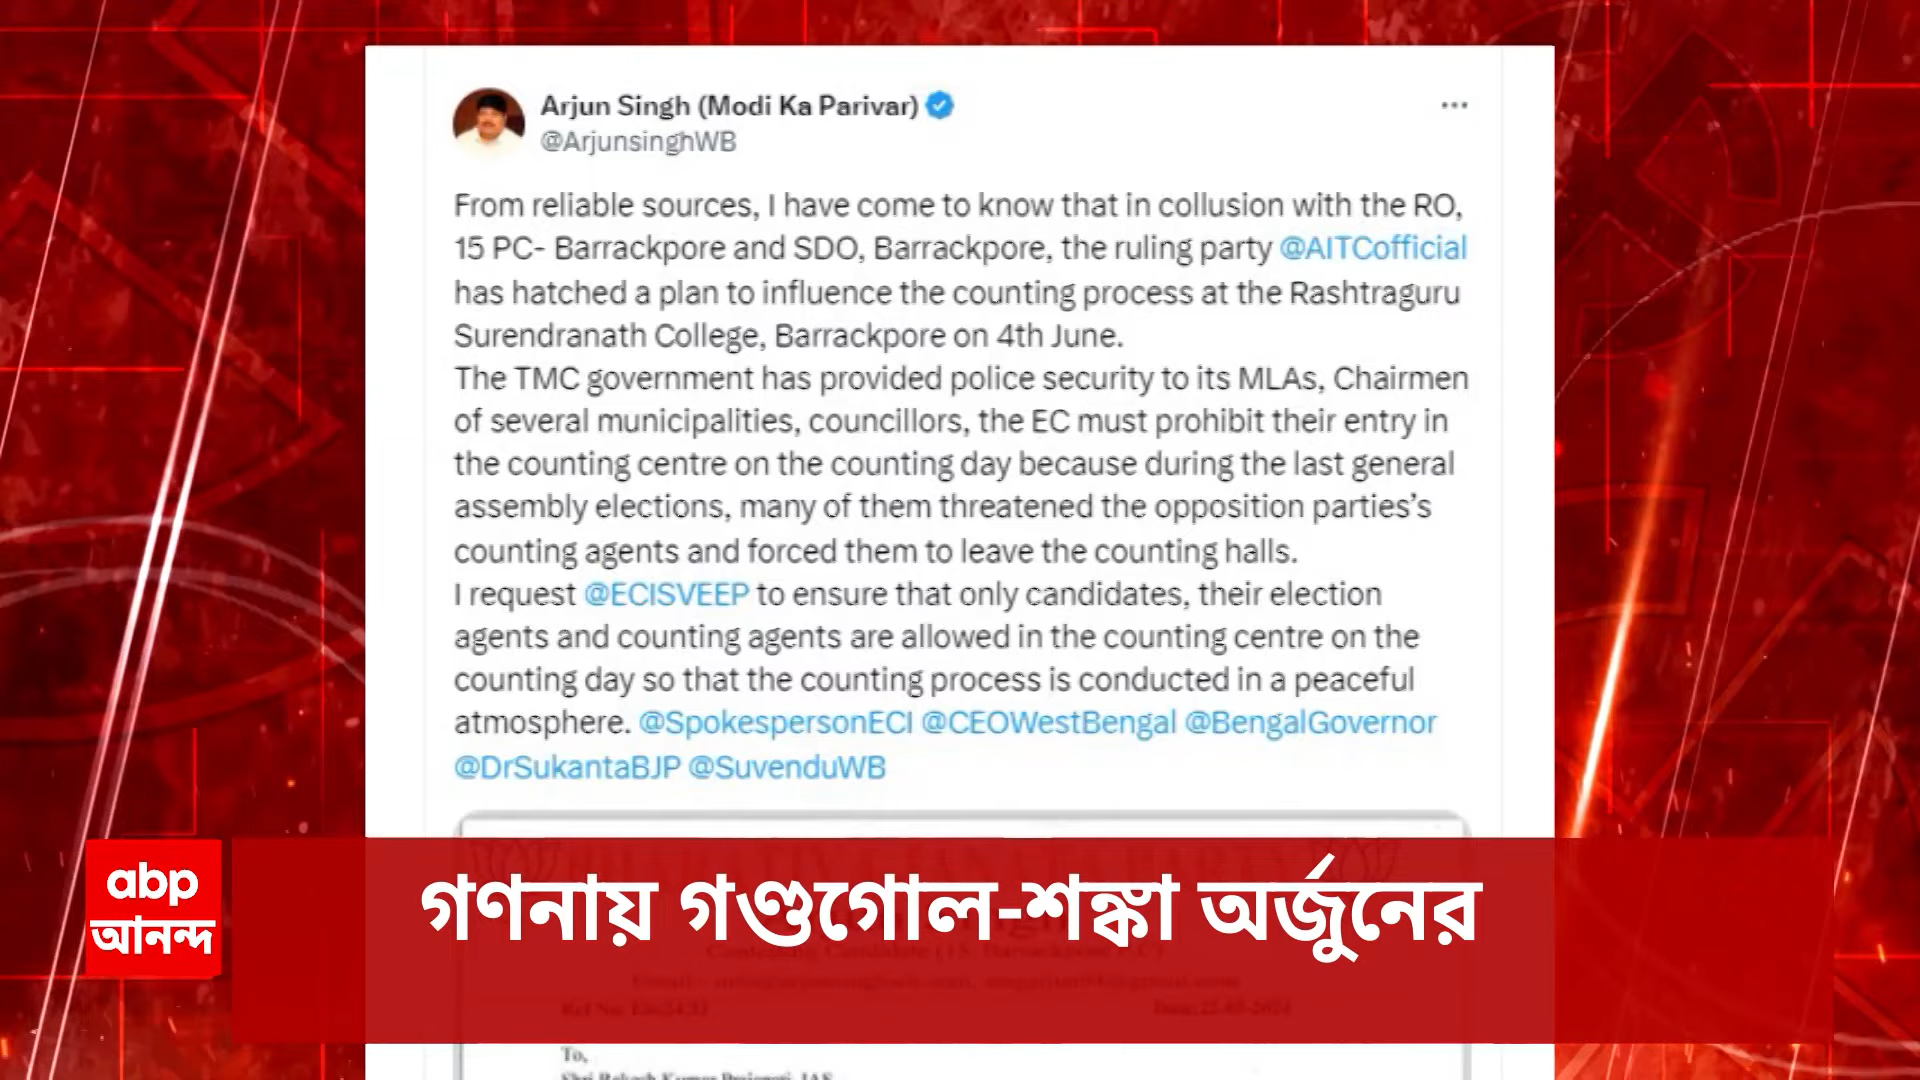 Arjun Singh (Modi Ka Parivar)
@ArjunsinghWB
From reliable sources, I have come to know that in collusion with the RO,
15 PC- Barrackpore and SDO, Barrackpore, the ruling party @AITCofficial
has hatched a plan to influence the counting process at the Rashtraguru
Surendranath College, Barrackpore on 4th June.
The TMC government has provided police security to its MLAs, Chairmen
of several municipalities, councillors, the EC must prohibit their entry in
the counting centre on the counting day because during the last general
assembly elections, many of them threatened the opposition parties’s
counting agents and forced them to leave the counting halls.
I request @ECISVEEP to ensure that only candidates, their election
agents and counting agents are allowed in the counting centre on the
counting day so that the counting process is conducted in a peaceful
atmosphere. @SpokespersonECI @CEOWestBengal @BengalGovernor
@DrSukantaBJP @SuvenduWB
abp
আনন্দ
গণনায় গণ্ডগোল-শঙ্কা অর্জুনের
To,